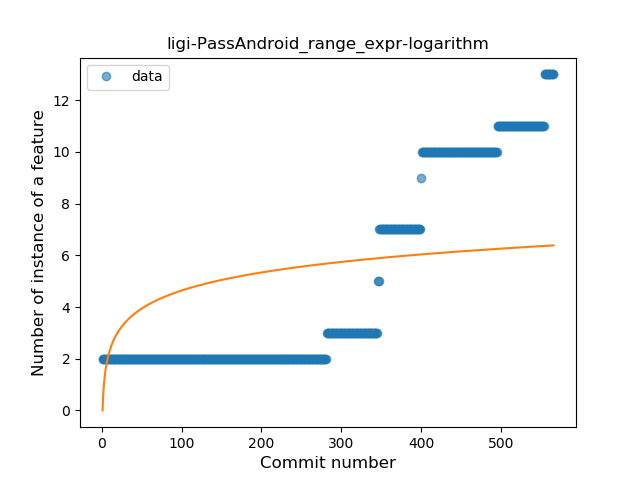 ligi-PassAndroid_range_expr-logarithm
data
Number of instance of a feature
12
10
8
6
4
2
0
0 100 200 300 400 500
Commit number